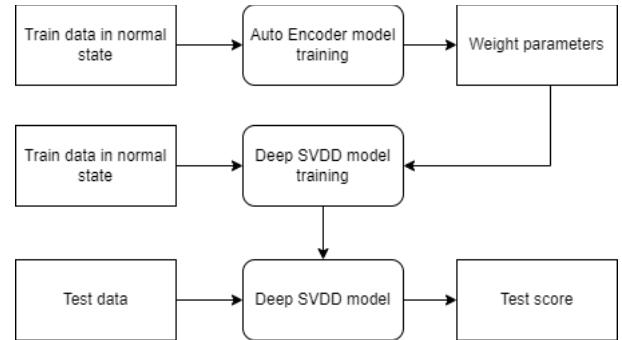 Train data in normal
state
Auto Encoder model
training
Weight parameters
Train data in normal
state
Deep SVDD model
training
Test data
Deep SVDD model
Test score